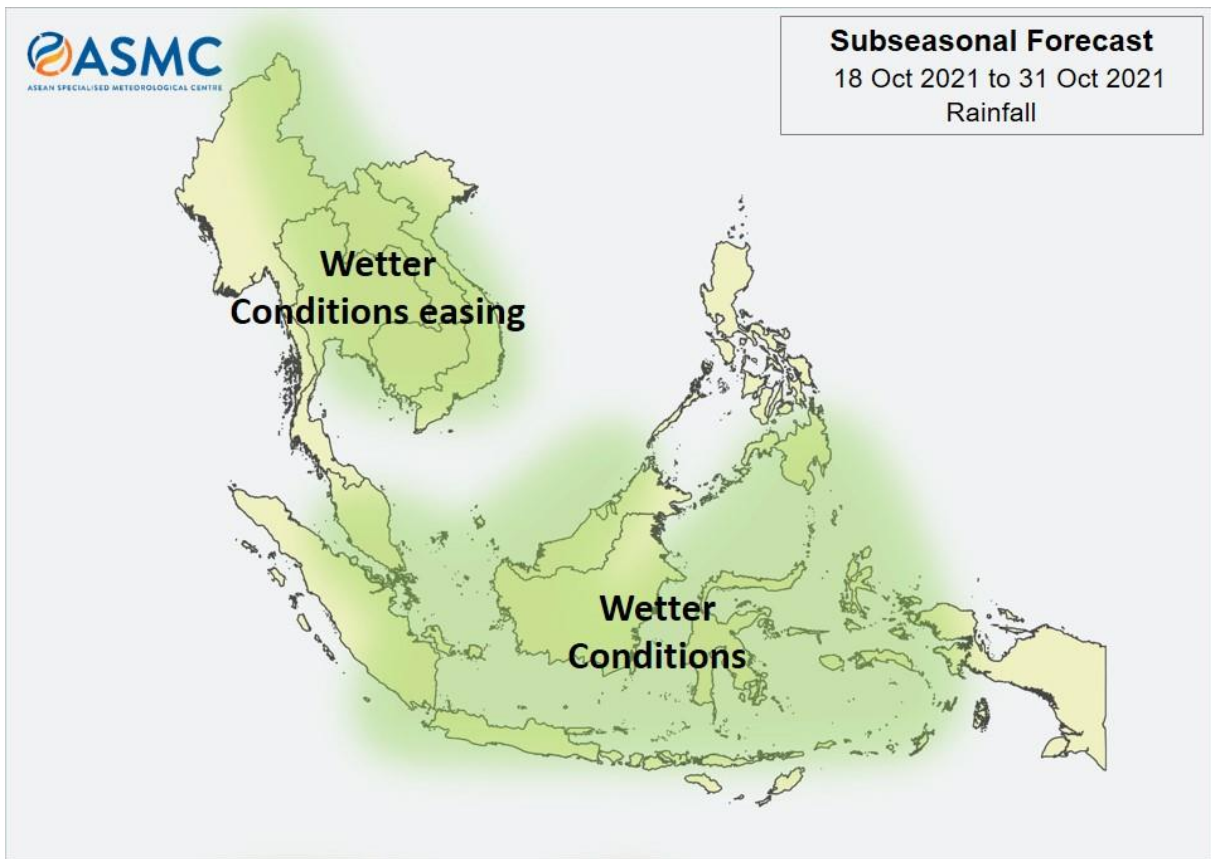 ASMC
ASEAN SPECIALISED METEOROLOGICAL CENTRE
Subseasonal Forecast
18 Oct 2021 to 31 Oct 2021
Rainfall
Wetter
Conditions easing
Wetter
Conditions